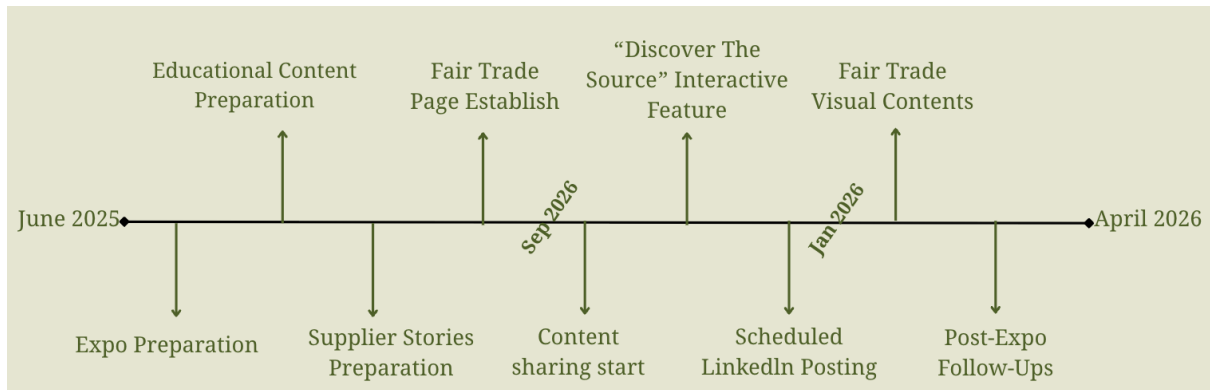 Educational Content
Preparation
Fair Trade
Page Establish
“Discover The
Source” Interactive
Feature
Fair Trade
Visual Contents
June 2025
Sep 2026
Jan 2026
April 2026
Expo Preparation
Supplier Stories
Preparation
Content
sharing start
Scheduled
LinkedIn Posting
Post-Expo
Follow-Ups